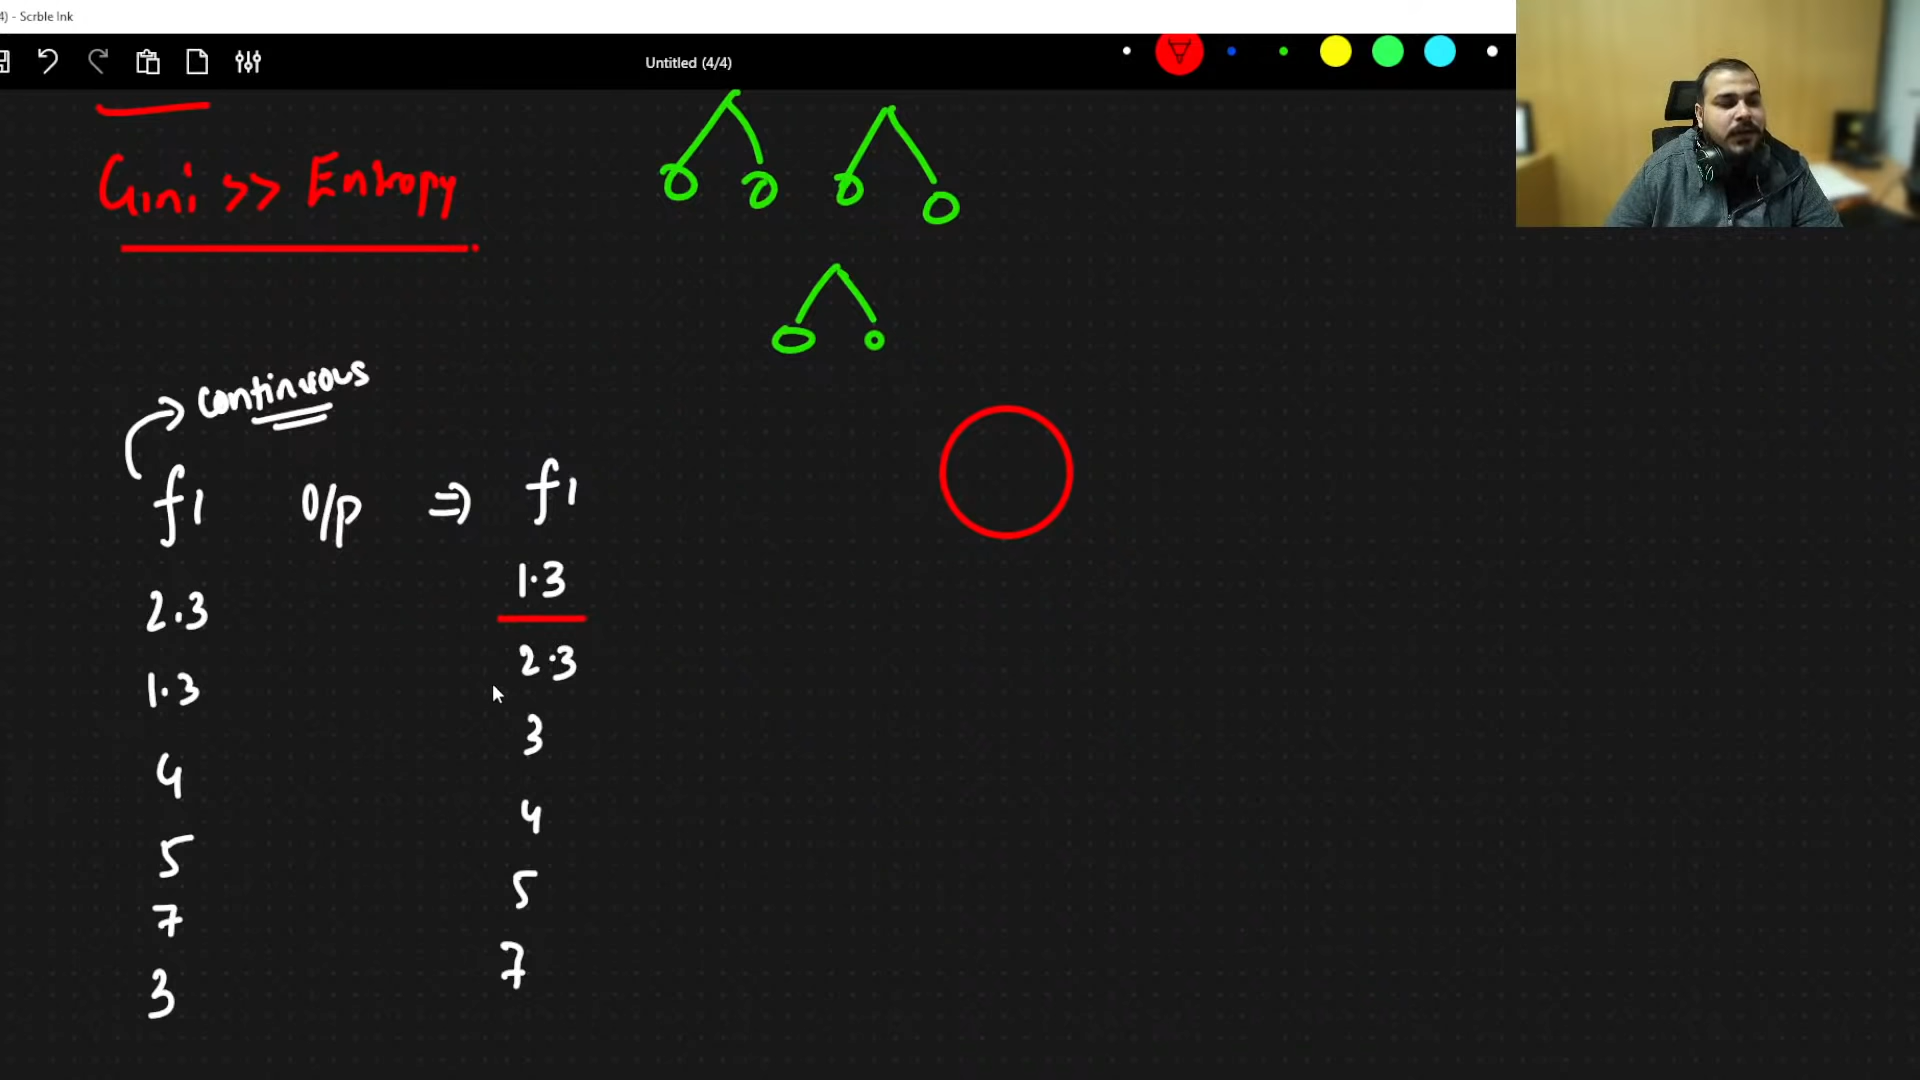 4) - Scrble Ink
Untitled (4/4)
Gini >> Entropy
continuous
f1 O/p => f1
1.3
2.3
2.3
1.3
3
4
4
5
5
7
7
3